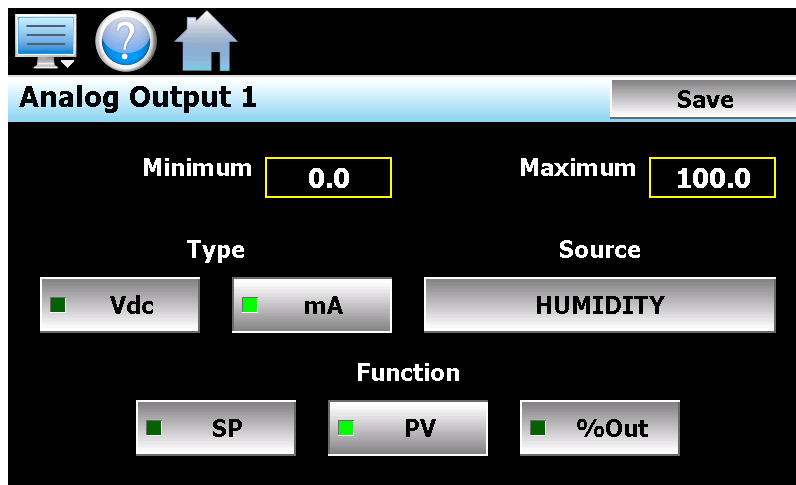 ?
Analog Output 1 Save
Minimum 0.0 Maximum 100.0
Type Source
Vdc mA HUMIDITY
Function
SP PV %Out